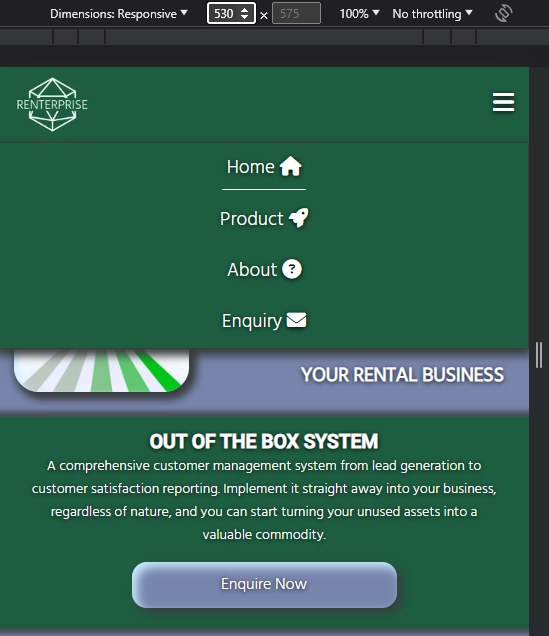 Dimensions: Responsive 530 × 575 100% No throttling
RENTERPRISE
Home
Product
About ?
Enquiry
YOUR RENTAL BUSINESS
OUT OF THE BOX SYSTEM
A comprehensive customer management system from lead generation to
customer satisfaction reporting. Implement it straight away into your business,
regardless of nature, and you can start turning your unused assets into a
valuable commodity.
Enquire Now